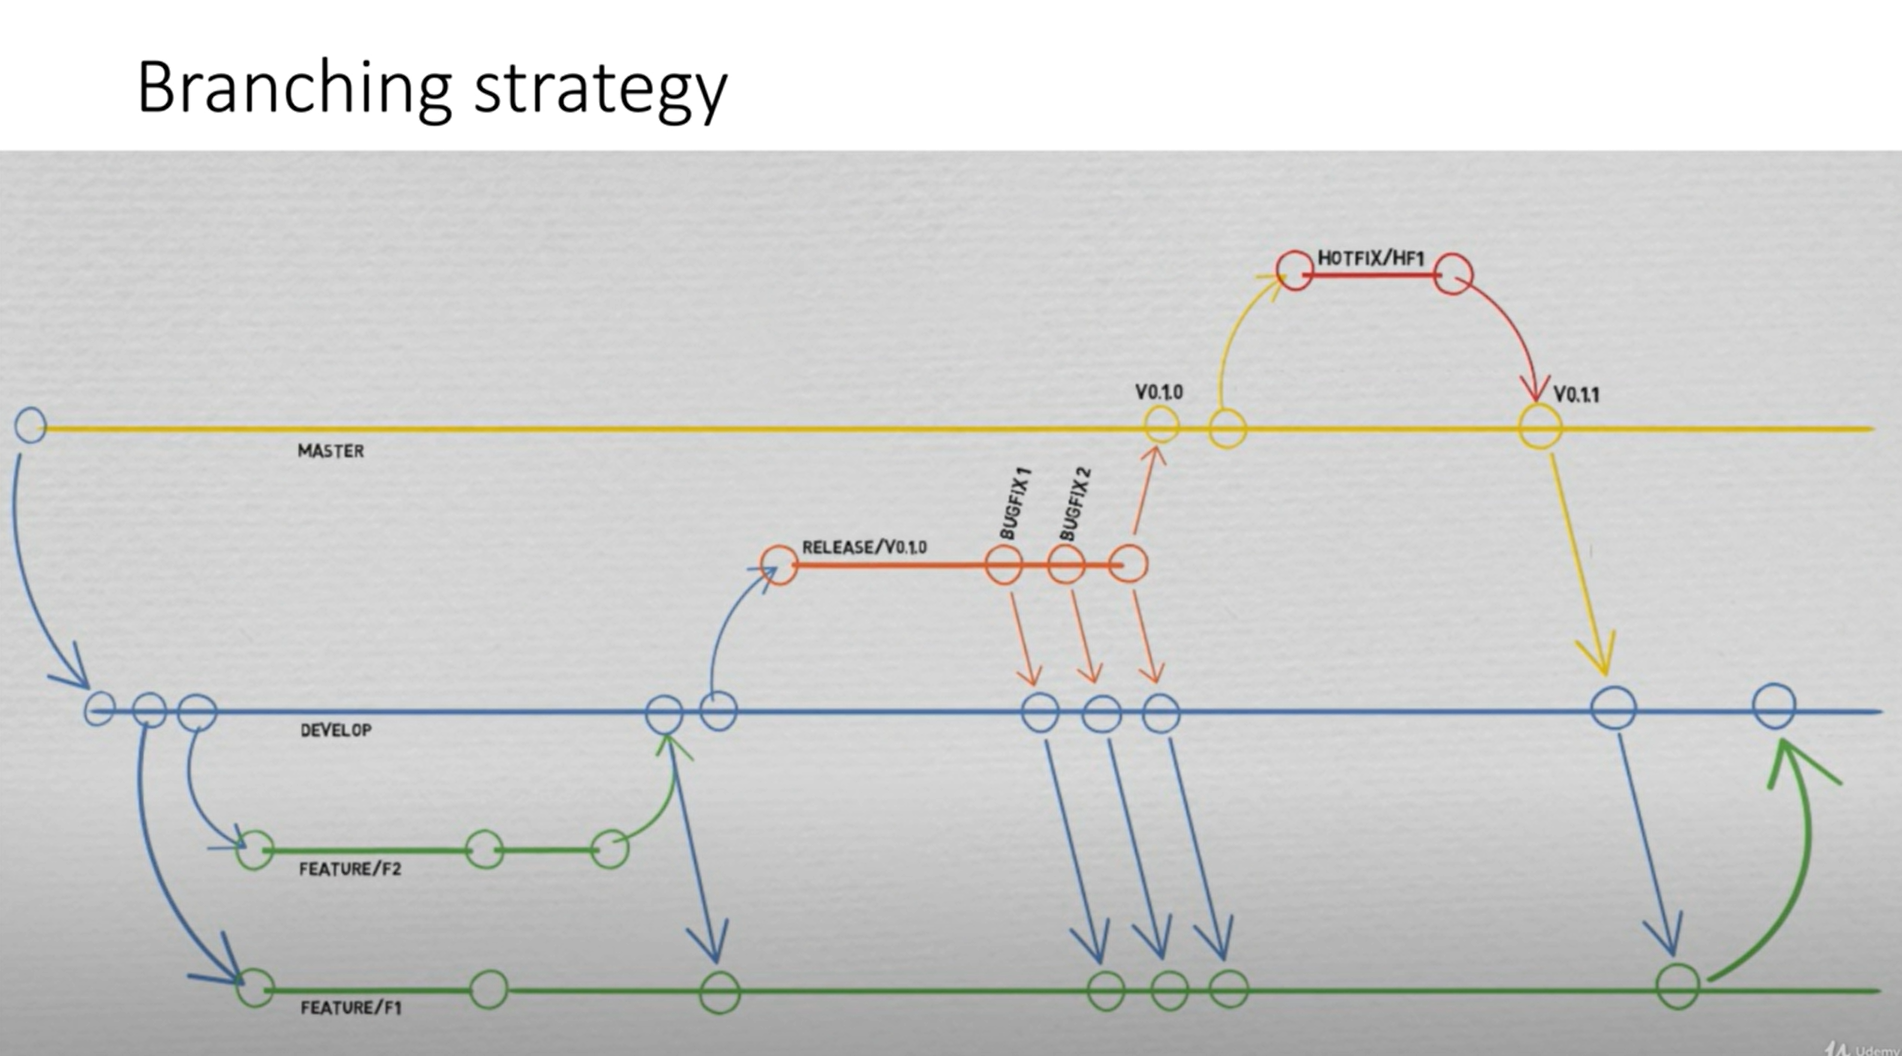 Branching strategy
HOTFIX/HF1
V0.1.0
V0.1.1
MASTER
BUGFIX 1
BUGFIX 2
RELEASE/V0.1.0
DEVELOP
FEATURE/F2
FEATURE/F1
Udemy